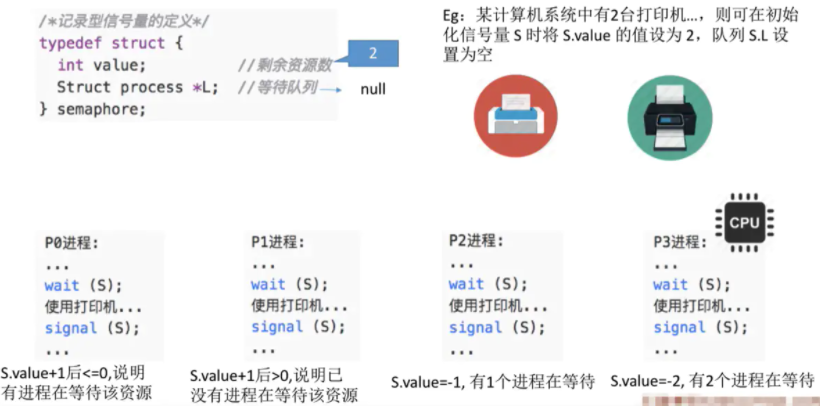 /*记录型信号量的定义*/
typedef struct {
int value; //剩余资源数
Struct process *L; //等待队列
} semaphore;
2
null
Eg：某计算机系统中有2台打印机…，则可在初始
化信号量 S 时将 S.value 的值设为 2，队列 S.L 设
置为空
CPU
P0进程:
...
wait (S);
使用打印机...
signal (S);
...
S.value+1后<=0,说明
有进程在等待该资源
P1进程:
...
wait (S);
使用打印机...
signal (S);
...
S.value+1后>0,说明已
没有进程在等待该资源
P2进程:
...
wait (S);
使用打印机...
signal (S);
...
S.value=-1, 有1个进程在等待
P3进程:
...
wait (S);
使用打印机...
signal (S);
...
S.value=-2, 有2个进程在等待